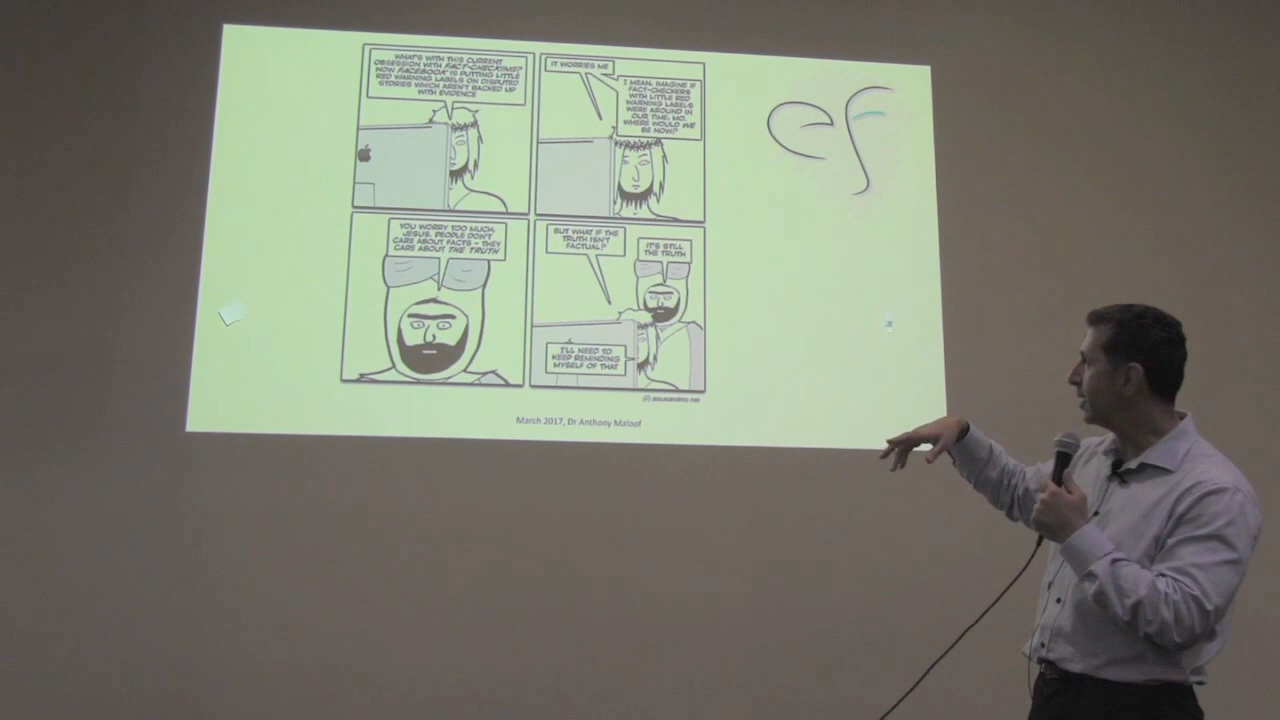 WHAT'S WITH THIS CURRENT
OBSESSION WITH FACT-CHECKING?
NOW FACEBOOK IS PUTTING LITTLE
RED WARNING LABELS ON DISPUTED
STORIES WHICH AREN'T BACKED UP
WITH EVIDENCE
IT WORRIES ME
I MEAN, IMAGINE IF
FACT-CHECKERS
WITH LITTLE RED
WARNING LABELS
WERE AROUND IN
OUR TIME, MO.
WHERE WOULD WE
BE NOW?
YOU WORRY TOO MUCH,
JESUS. PEOPLE DON'T
CARE ABOUT FACTS - THEY
CARE ABOUT THE TRUTH
BUT WHAT IF THE
TRUTH ISN'T
FACTUAL?
IT'S STILL
THE TRUTH
I'LL NEED TO
KEEP REMINDING
MYSELF OF THAT
jesusandmo.net
March 2017, Dr Anthony Maloof
ef